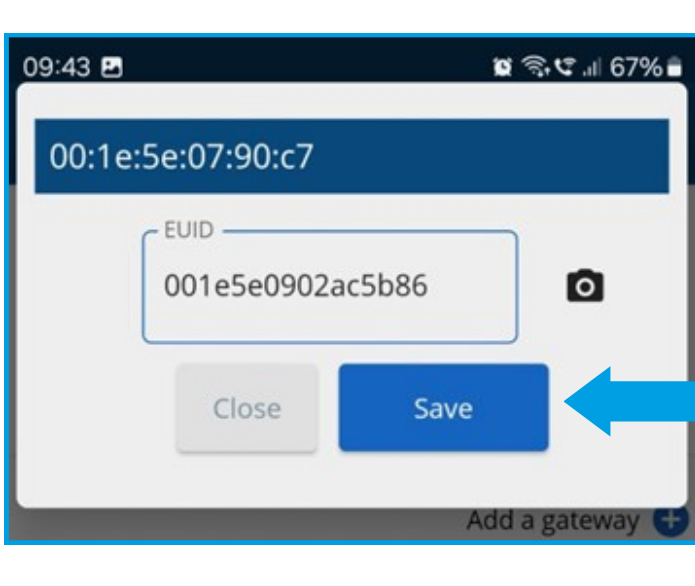 09:43 67%
00:1e:5e:07:90:c7
EUID
001e5e0902ac5b86
Close Save
Add a gateway